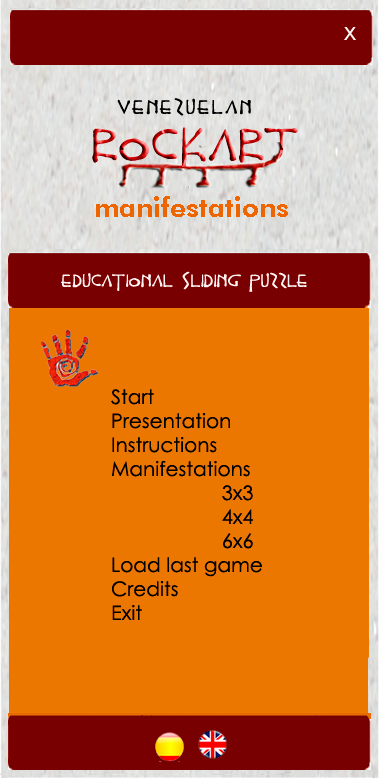 X
VENEZUELAN
ROCKART
manifestations
EDUCATIONAL SLIDING PUZZLE
Start
Presentation
Instructions
Manifestations
3x3
4x4
6x6
Load last game
Credits
Exit